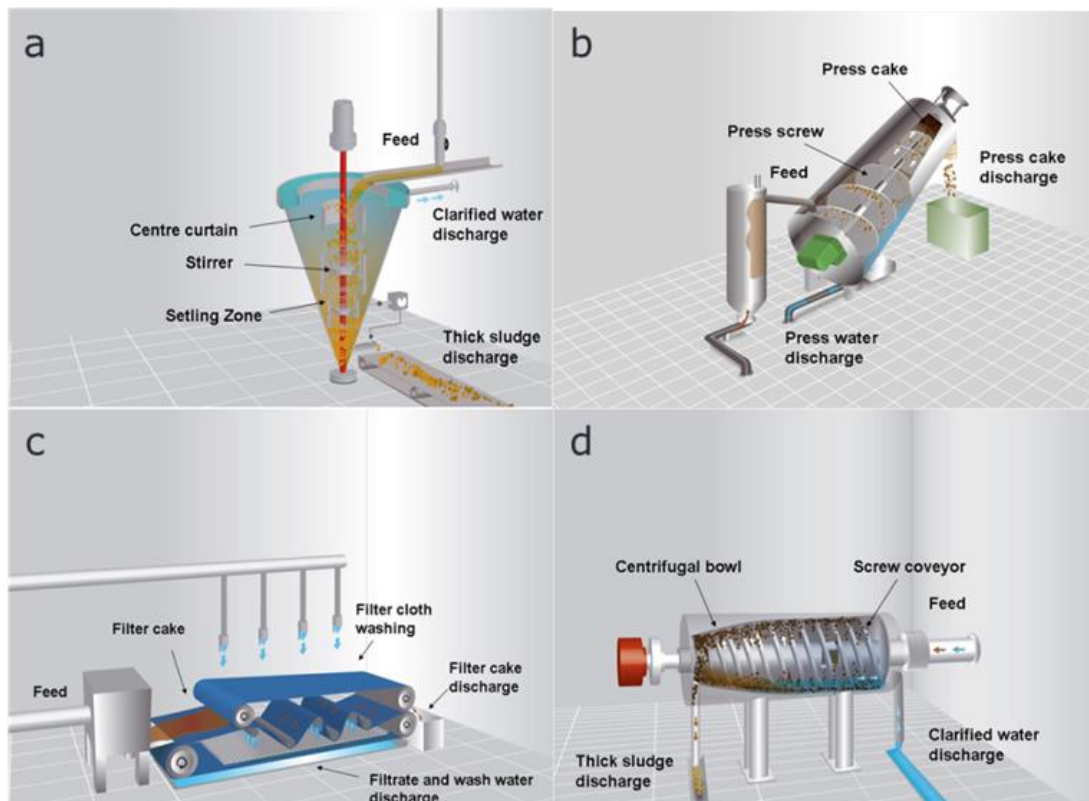 a
Feed
Clarified water
discharge
Centre curtain
Stirrer
Setling Zone
Thick sludge
discharge
b
Press cake
Press screw
Feed
Press cake
discharge
Press water
discharge
c
Filter cloth
washing
Filter cake
Filter cake
discharge
Feed
Filtrate and wash water
discharge
d
Centrifugal bowl
Screw coveyor
Feed
Thick sludge
discharge
Clarified water
discharge